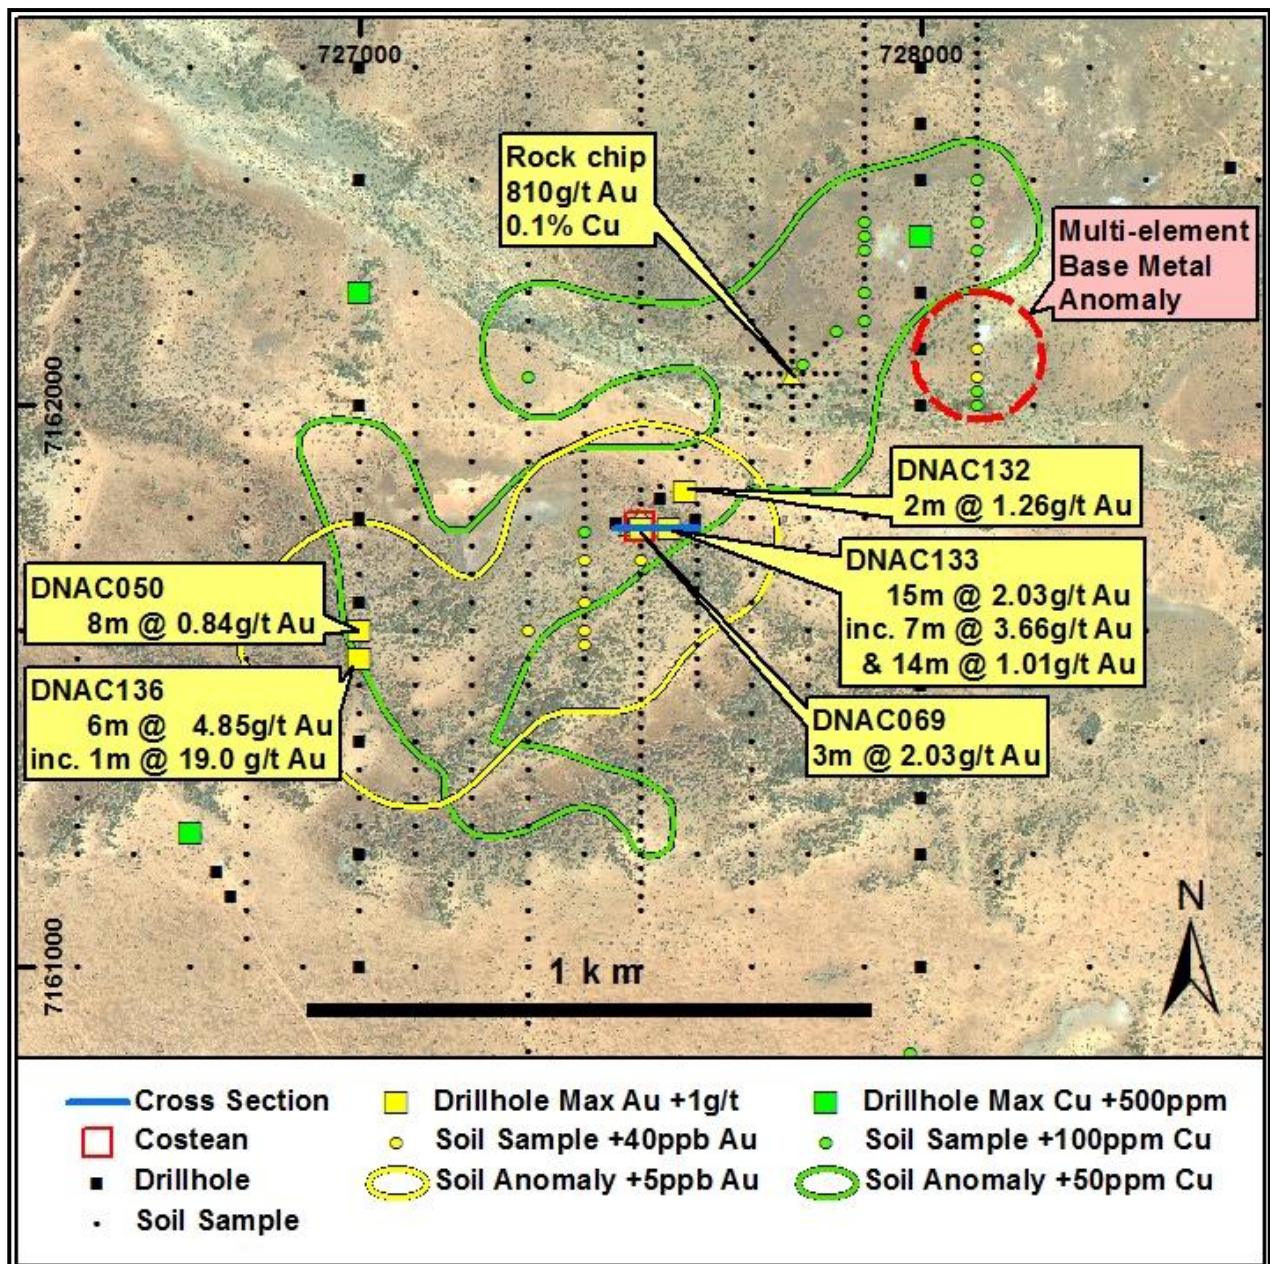 727000
728000
Rock chip
810g/t Au
0.1% Cu
Multi-element
Base Metal
Anomaly
7162000
DNAC132
2m @ 1.26g/t Au
DNAC050
8m @ 0.84g/t Au
DNAC133
15m @ 2.03g/t Au
inc. 7m @ 3.66g/t Au
& 14m @ 1.01g/t Au
DNAC136
6m @ 4.85g/t Au
inc. 1m @ 19.0 g/t Au
DNAC069
3m @ 2.03g/t Au
N
7161000
1 km
Cross Section
Drillhole Max Au +1g/t
Drillhole Max Cu +500ppm
Costean
Soil Sample +40ppb Au
Soil Sample +100ppm Cu
Drillhole
Soil Anomaly +5ppb Au
Soil Anomaly +50ppm Cu
Soil Sample